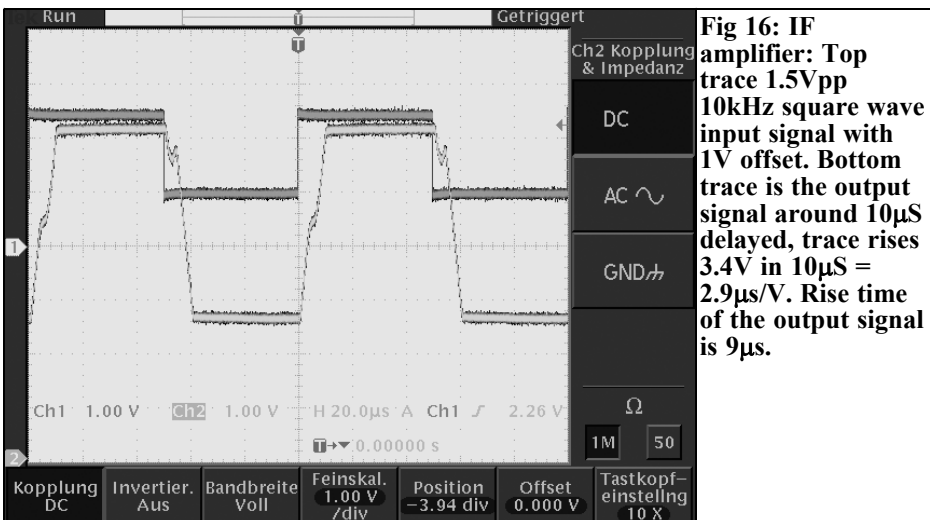 Run
Getriggert
T
T
Ch2 Kopplung
& Impedanz
DC
AC
GND
Ω
1M 50
1
2
Ch1 1.00 V Ch2 1.00 V H 20.0µs A Ch1 2.26 V
T 0.00000 s
Kopplung
DC
Invertier.
Aus
Bandbreite
Voll
Feinskal.
1.00 V
/div
Position
−3.94 div
Offset
0.000 V
Tastkopf–
einstellng
10 X
Fig 16: IF
amplifier: Top
trace 1.5Vpp
10kHz square wave
input signal with
1V offset. Bottom
trace is the output
signal around 10µS
delayed, trace rises
3.4V in 10µS =
2.9µs/V. Rise time
of the output signal
is 9µs.